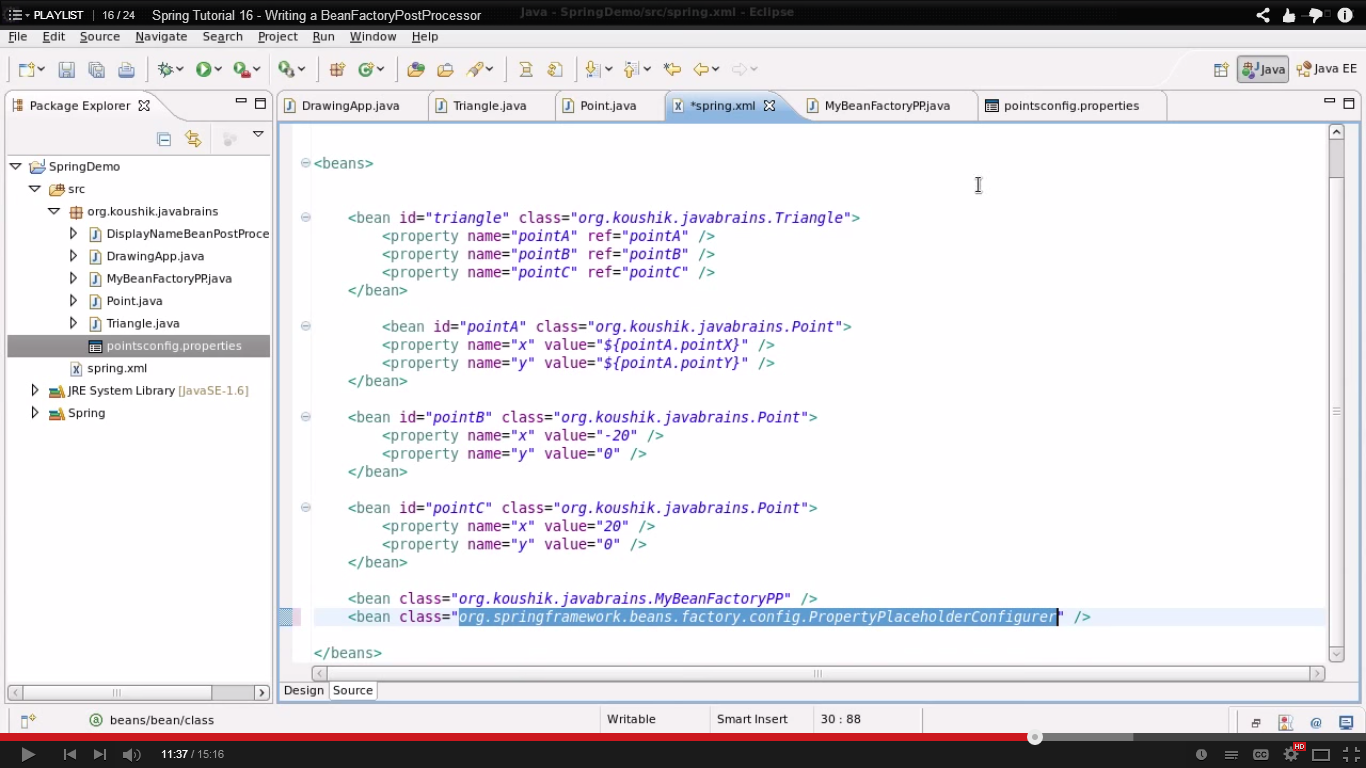 PLAYLIST 16 / 24 Spring Tutorial 16 - Writing a BeanFactoryPostProcessor
Java - SpringDemo/src/spring.xml - Eclipse
File Edit Source Navigate Search Project Run Window Help
Java Java EE
Package Explorer
DrawingApp.java Triangle.java Point.java *spring.xml MyBeanFactoryPP.java pointsconfig.properties
SpringDemo
src
org.koushik.javabrains
DisplayNameBeanPostProce
DrawingApp.java
MyBeanFactoryPP.java
Point.java
Triangle.java
pointsconfig.properties
spring.xml
JRE System Library [JavaSE-1.6]
Spring
<beans>
<bean id="triangle" class="org.koushik.javabrains.Triangle">
<property name="pointA" ref="pointA" />
<property name="pointB" ref="pointB" />
<property name="pointC" ref="pointC" />
</bean>
<bean id="pointA" class="org.koushik.javabrains.Point">
<property name="x" value="${pointA.pointX}" />
<property name="y" value="${pointA.pointY}" />
</bean>
<bean id="pointB" class="org.koushik.javabrains.Point">
<property name="x" value="-20" />
<property name="y" value="0" />
</bean>
<bean id="pointC" class="org.koushik.javabrains.Point">
<property name="x" value="20" />
<property name="y" value="0" />
</bean>
<bean class="org.koushik.javabrains.MyBeanFactoryPP" />
<bean class="org.springframework.beans.factory.config.PropertyPlaceholderConfigurer" />
</beans>
Design Source
beans/bean/class Writable Smart Insert 30 : 88
11:37 / 15:16 CC HD